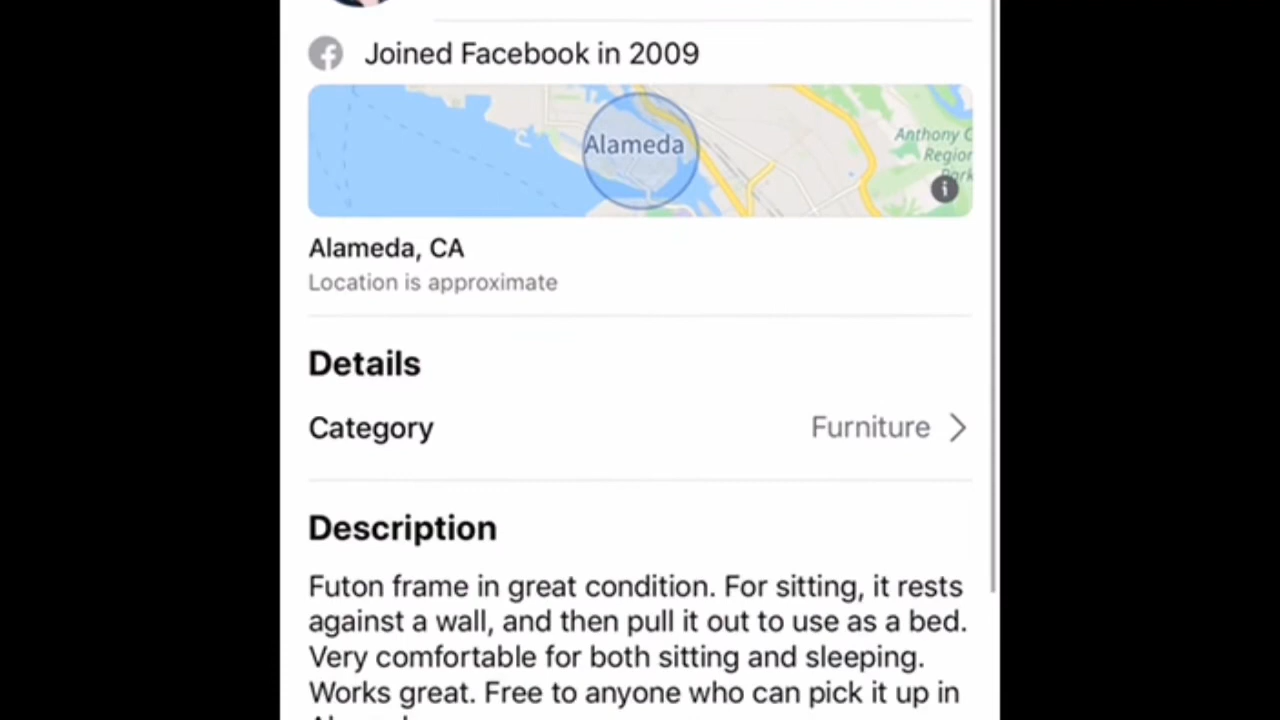 Joined Facebook in 2009
Alameda
Anthony C
Region
Park
Alameda, CA
Location is approximate
Details
Category
Furniture
Description
Futon frame in great condition. For sitting, it rests
against a wall, and then pull it out to use as a bed.
Very comfortable for both sitting and sleeping.
Works great. Free to anyone who can pick it up in